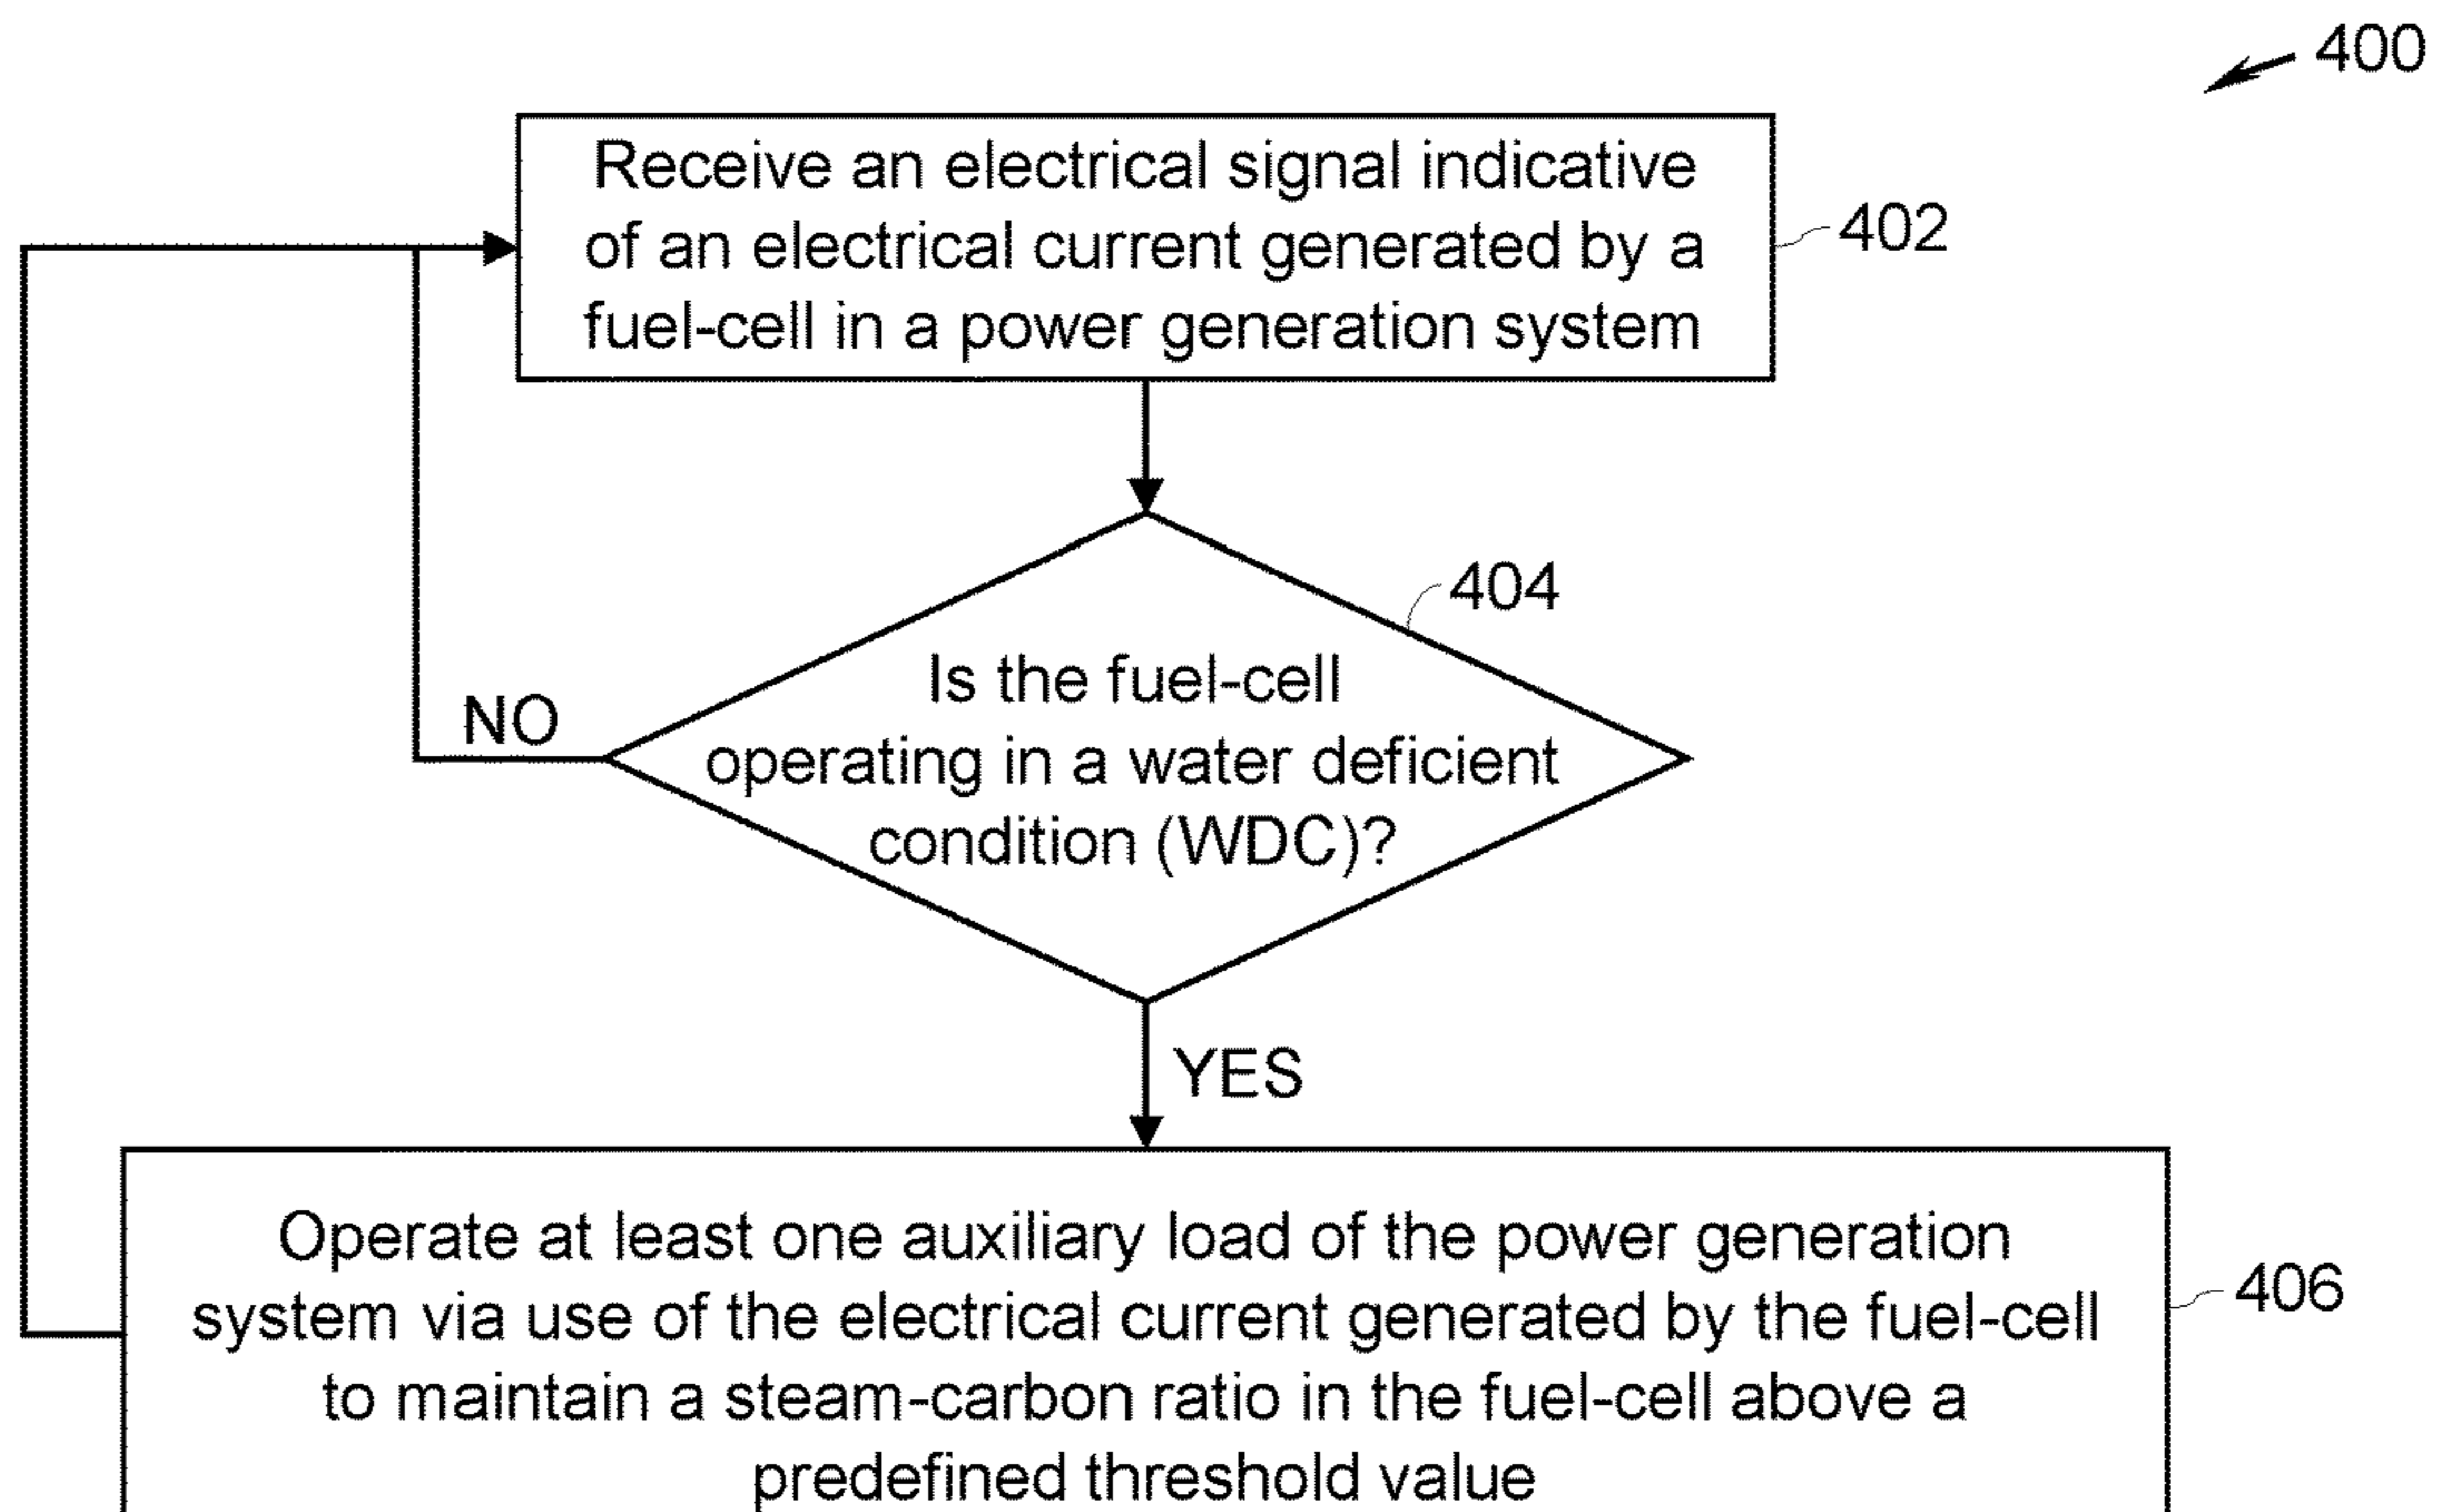 400
Receive an electrical signal indicative
of an electrical current generated by a
fuel-cell in a power generation system
402
404
Is the fuel-cell
operating in a water deficient
condition (WDC)?
NO
YES
Operate at least one auxiliary load of the power generation
system via use of the electrical current generated by the fuel-cell
to maintain a steam-carbon ratio in the fuel-cell above a
predefined threshold value
406